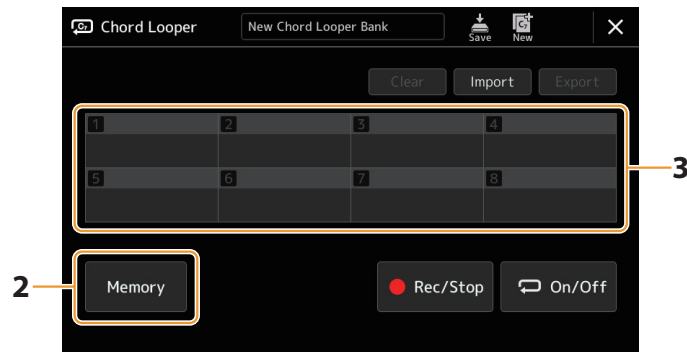 Chord Looper New Chord Looper Bank Save New
Clear Import Export
1 2 3 4
3
5 6 7 8
2
Memory Rec/Stop On/Off